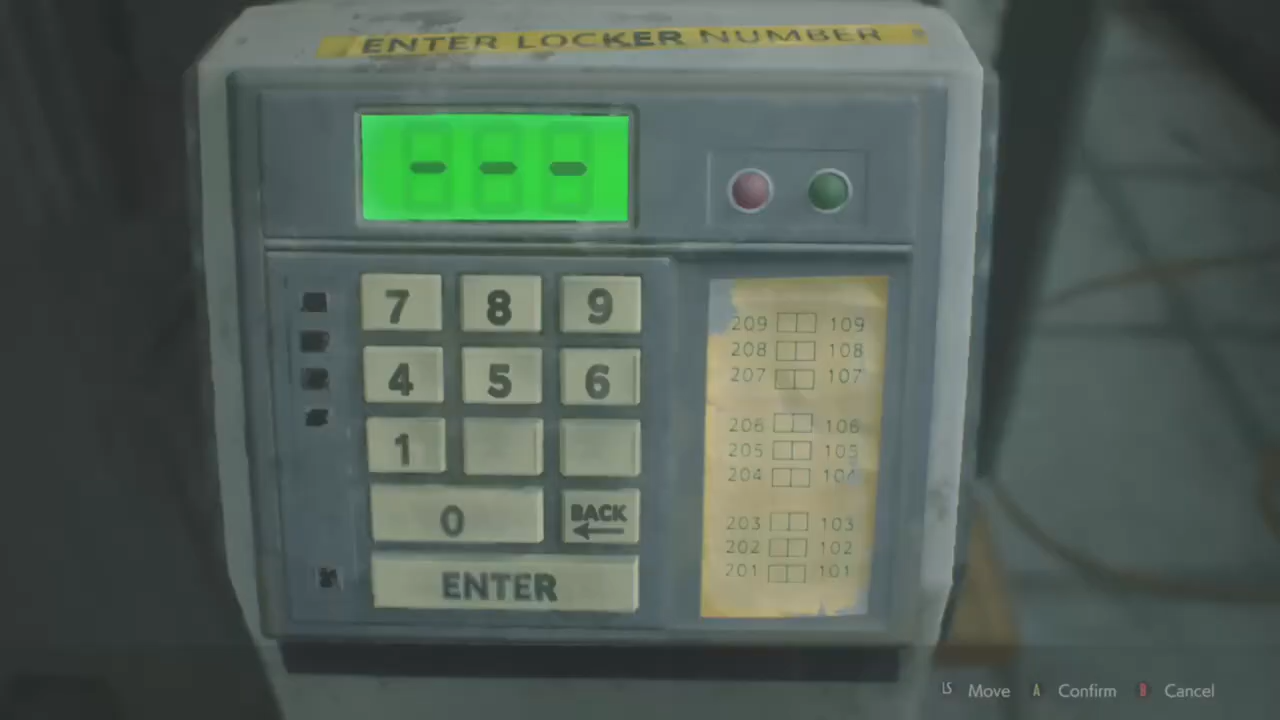 ENTER LOCKER NUMBER
7 8 9
4 5 6
1
0 BACK
ENTER
209 109
208 108
207 107
206 106
205 105
204 104
203 103
202 102
201 101
LS Move A Confirm B Cancel